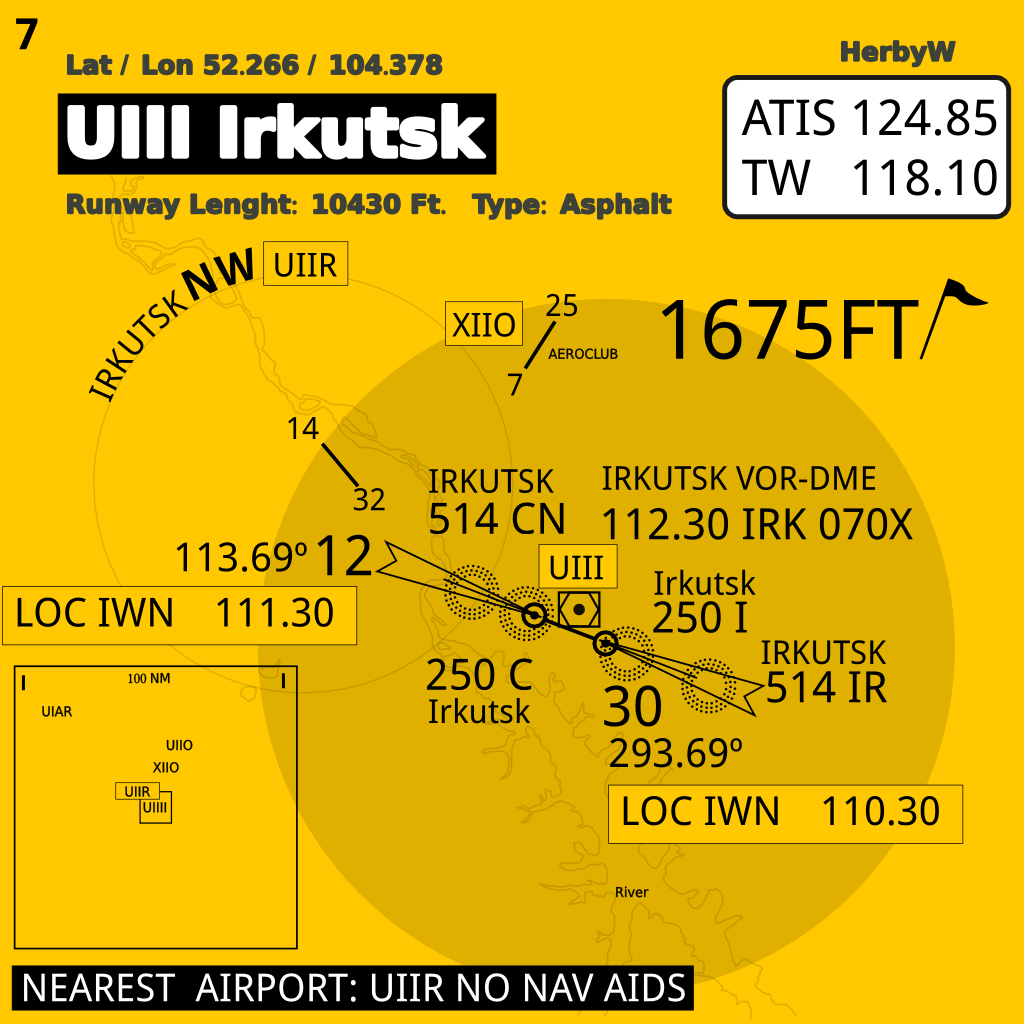 7
Lat / Lon 52.266 / 104.378
HerbyW
UIII Irkutsk
ATIS 124.85
TW 118.10
Runway Lenght: 10430 Ft. Type: Asphalt
IRKUTSK NW
UIIR
XIIO
25
AEROCLUB
7
1675FT
14
32
IRKUTSK
514 CN
IRKUTSK VOR-DME
112.30 IRK 070X
113.69º 12
UIII
LOC IWN 111.30
Irkutsk
250 I
IRKUTSK
514 IR
250 C
Irkutsk
30
293.69º
100 NM
UIAR
UIIO
XIIO
UIIR
UIIII
LOC IWN 110.30
River
NEAREST AIRPORT: UIIR NO NAV AIDS